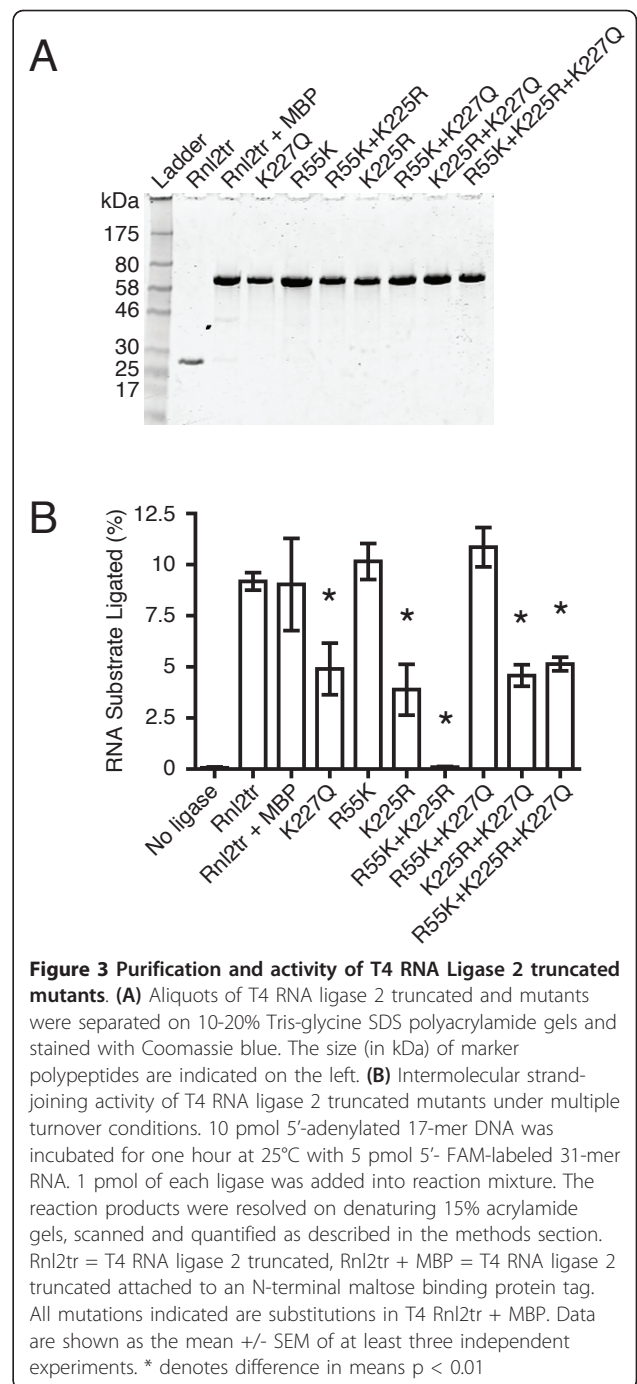 A
Ladder
Rnl2tr
Rnl2tr + MBP
K227Q
R55K
R55K+K225R
K225R
R55K+K227Q
K225R+K227Q
R55K+K225R+K227Q
kDa
175
80
58
46
30
25
17
B
RNA Substrate Ligated (%)
12.5
10
7.5
5
2.5
0
*
*
*
*
*
No ligase
Rnl2tr
Rnl2tr + MBP
K227Q
R55K
K225R
R55K+K225R
R55K+K227Q
K225R+K227Q
R55K+K225R+K227Q
Figure 3 Purification and activity of T4 RNA Ligase 2 truncated
mutants. (A) Aliquots of T4 RNA ligase 2 truncated and mutants
were separated on 10-20% Tris-glycine SDS polyacrylamide gels and
stained with Coomassie blue. The size (in kDa) of marker
polypeptides are indicated on the left. (B) Intermolecular strand-
joining activity of T4 RNA ligase 2 truncated mutants under multiple
turnover conditions. 10 pmol 5’-adenylated 17-mer DNA was
incubated for one hour at 25°C with 5 pmol 5’- FAM-labeled 31-mer
RNA. 1 pmol of each ligase was added into reaction mixture. The
reaction products were resolved on denaturing 15% acrylamide
gels, scanned and quantified as described in the methods section.
Rnl2tr = T4 RNA ligase 2 truncated, Rnl2tr + MBP = T4 RNA ligase 2
truncated attached to an N-terminal maltose binding protein tag.
All mutations indicated are substitutions in T4 Rnl2tr + MBP. Data
are shown as the mean +/- SEM of at least three independent
experiments. * denotes difference in means p < 0.01